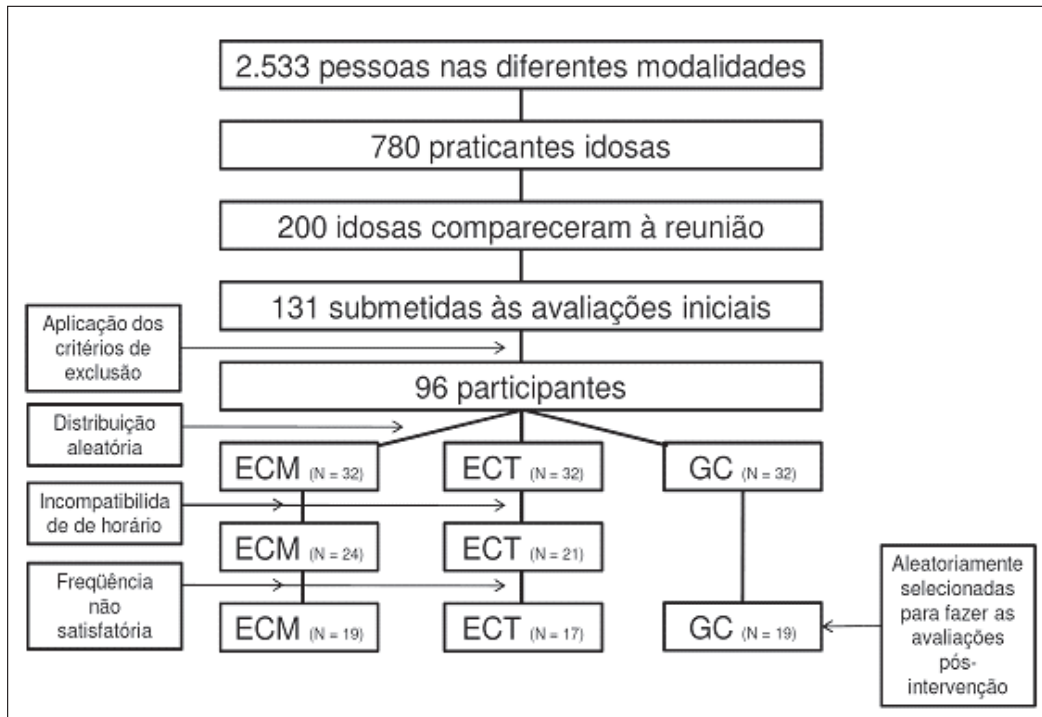 2.533 pessoas nas diferentes modalidades
780 praticantes idosas
200 idosas compareceram à reunião
131 submetidas às avaliações iniciais
Aplicação dos
critérios de
exclusão
96 participantes
Distribuição
aleatória
ECM (N = 32)
ECT (N = 32)
GC (N = 32)
Incompatibilida
de de horário
ECM (N = 24)
ECT (N = 21)
Freqüência
não
satisfatória
ECM (N = 19)
ECT (N = 17)
GC (N = 19)
Aleatoriamente
selecionadas
para fazer as
avaliações
pós-
intervenção